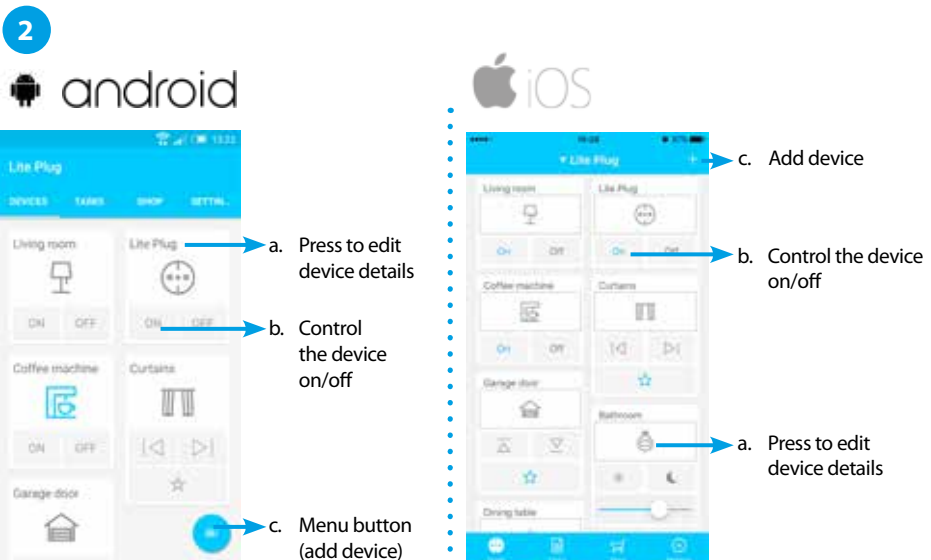 2
android
13:22
Lite Plug
DEVICES TASKS SHOP SETTIN..
Living room
ON OFF
Lite Plug
ON OFF
Coffee machine
ON OFF
Curtains
Garage door
a. Press to edit
device details
b. Control
the device
on/off
c. Menu button
(add device)
iOS
Lite Plug
+
Living room
On Off
Lite Plug
On Off
Coffee machine
On Off
Curtains
Garage door
Bathroom
Dining table
c. Add device
b. Control the device
on/off
a. Press to edit
device details